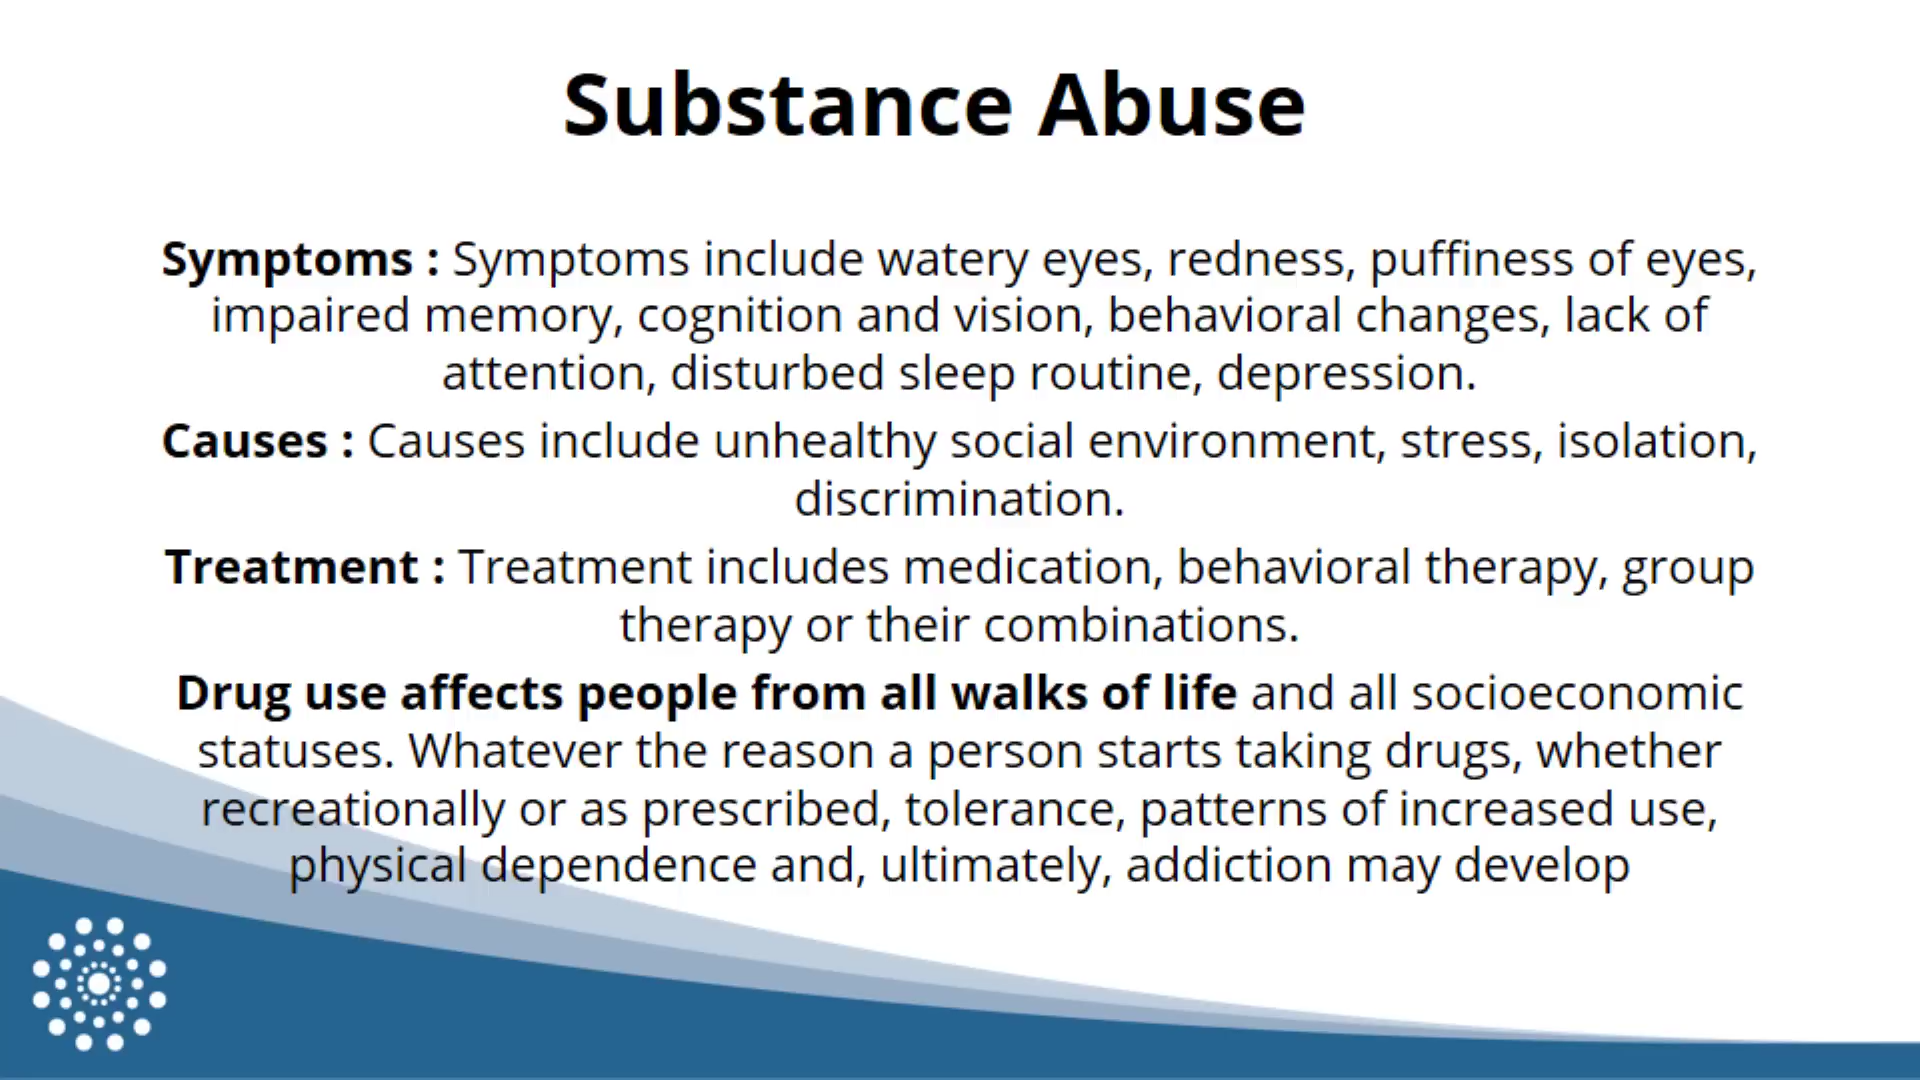 Substance Abuse
Symptoms : Symptoms include watery eyes, redness, puffiness of eyes,
impaired memory, cognition and vision, behavioral changes, lack of
attention, disturbed sleep routine, depression.
Causes : Causes include unhealthy social environment, stress, isolation,
discrimination.
Treatment : Treatment includes medication, behavioral therapy, group
therapy or their combinations.
Drug use affects people from all walks of life and all socioeconomic
statuses. Whatever the reason a person starts taking drugs, whether
recreationally or as prescribed, tolerance, patterns of increased use,
physical dependence and, ultimately, addiction may develop